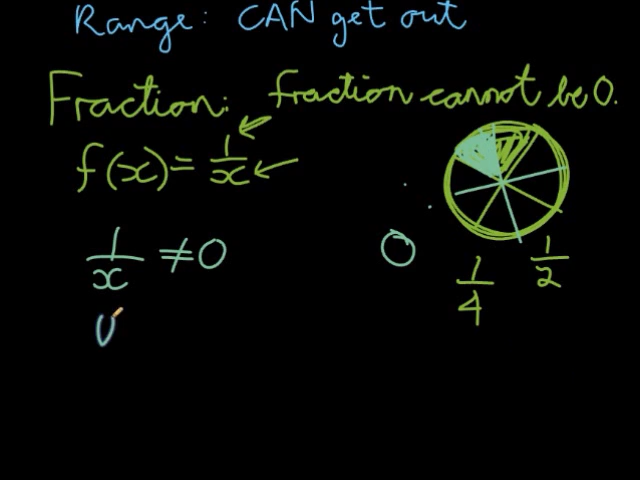 Range: CAN get out
Fraction: fraction cannot be 0.
f(x) = 1/x
1/x ≠ 0
0
1/4
1/2